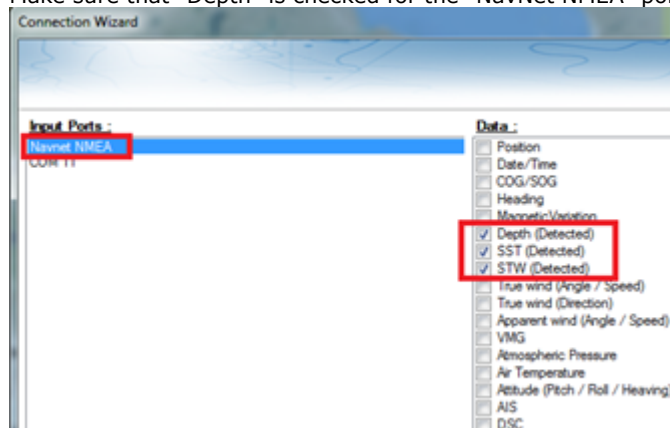 Make sure that "Depth" is checked for the "NavNet NMEA" po
Connection Wizard
Input Ports :
Navnet NMEA
COM 11
Data :
Position
Date/Time
COG/SOG
Heading
Magnetic Variation
Depth (Detected)
SST (Detected)
STW (Detected)
True wind (Angle / Speed)
True wind (Direction)
Apparent wind (Angle / Speed)
VMG
Atmospheric Pressure
Air Temperature
Attitude (Pitch / Roll / Heaving)
AIS
DSC